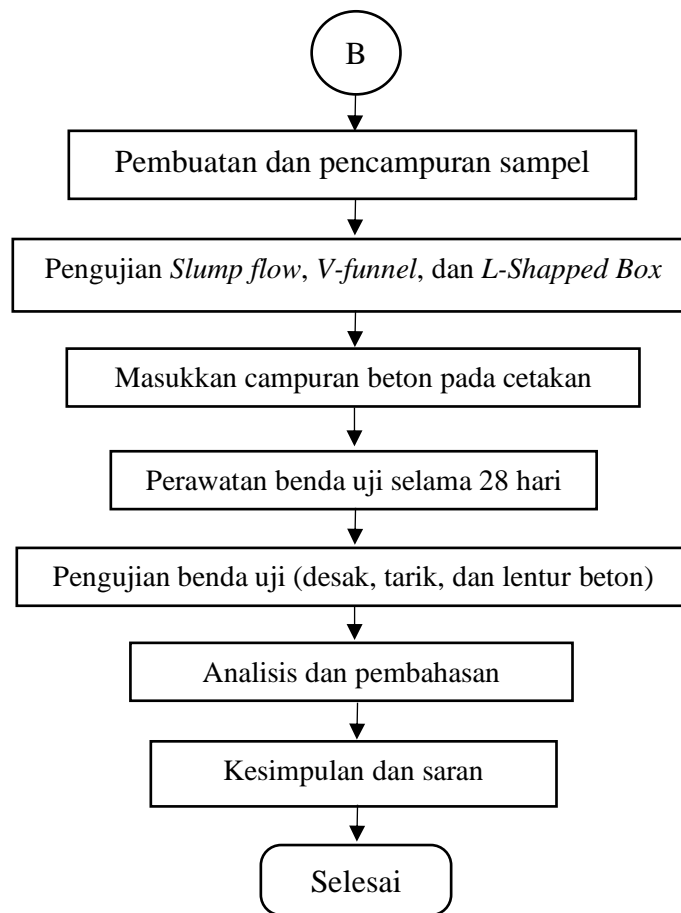 B
Pembuatan dan pencampuran sampel
Pengujian Slump flow, V-funnel, dan L-Shapped Box
Masukkan campuran beton pada cetakan
Perawatan benda uji selama 28 hari
Pengujian benda uji (desak, tarik, dan lentur beton)
Analisis dan pembahasan
Kesimpulan dan saran
Selesai